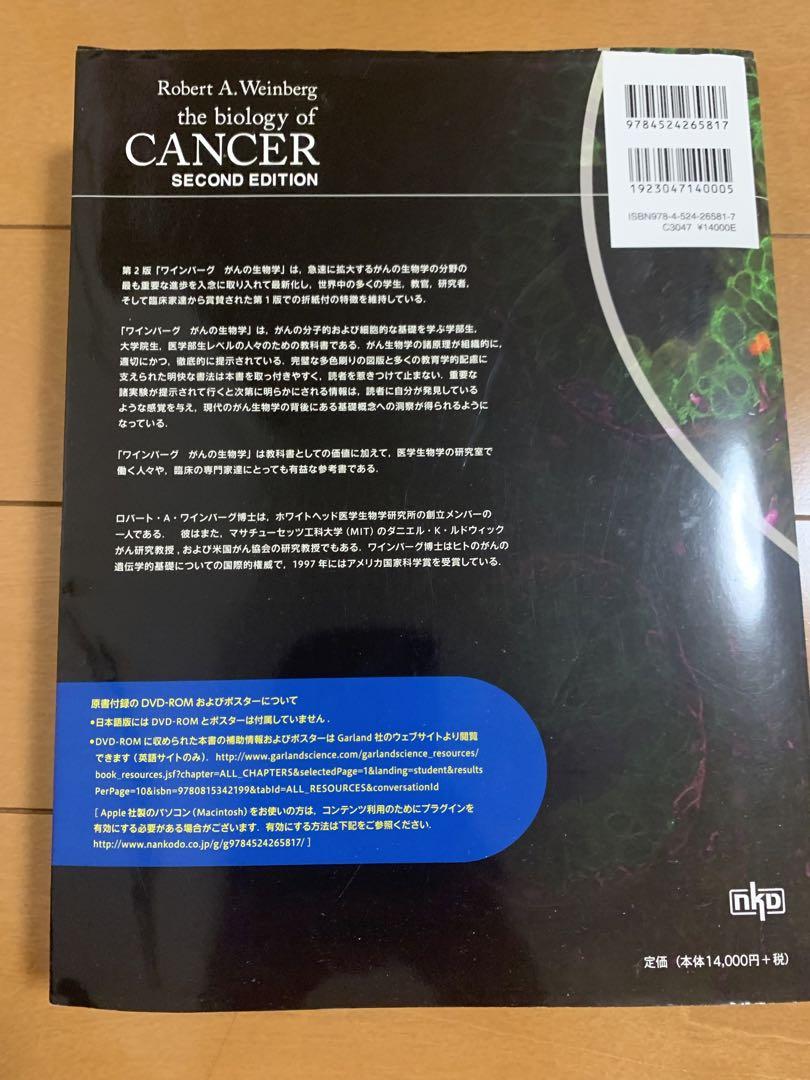 Robert A. Weinberg
the biology of
CANCER
SECOND EDITION
9784524265817
1923047140005
ISBN978-4-524-26581-7
C3047 ¥14000E
第2版「ワインバーグ がんの生物学」は，急速に拡大するがんの生物学の分野の
最も重要な進歩を入念に取り入れて最新化し，世界中の多くの学生，教官，研究者，
そして臨床家達から賞賛された第1版での折紙付の特徴を維持している．
「ワインバーグ がんの生物学」は，がんの分子的および細胞的な基礎を学ぶ学部生，
大学院生，医学部生レベルの人々のための教科書である．がん生物学の諸原理が組織的に，
適切にかつ，徹底的に提示されている．完璧な多色刷りの図版と多くの教育学的配慮に
支えられた明快な書法は本書を取っ付きやすく，読者を惹きつけて止まない．重要な
諸実験が提示されて行くと次第に明らかにされる情報は，読者に自分が発見している
ような感覚を与え，現代のがん生物学の背後にある基礎概念への洞察が得られるように
なっている．
「ワインバーグ がんの生物学」は教科書としての価値に加えて，医学生物学の研究室で
働く人々や，臨床の専門家達にとっても有益な参考書である．
ロバート・A・ワインバーグ博士は，ホワイトヘッド医学生物学研究所の創立メンバーの
一人である． 彼はまた，マサチューセッツ工科大学（MIT）のダニエル・K・ルドウィック
がん研究教授，および米国がん協会の研究教授でもある．ワインバーグ博士はヒトのがんの
遺伝学的基礎についての国際的権威で，1997年にはアメリカ国家科学賞を受賞している．
原書付録の DVD-ROM およびポスターについて
●日本語版には DVD-ROM とポスターは付属していません．
●DVD-ROM に収められた本書の補助情報およびポスターは Garland 社のウェブサイトより閲覧
できます（英語サイトのみ）．http://www.garlandscience.com/garlandscience_resources/
book_resources.jsf?chapter=ALL_CHAPTERS&selectedPage=1&landing=student&results
PerPage=10&isbn=9780815342199&tabId=ALL_RESOURCES&conversationId
［ Apple社製のパソコン（Macintosh）をお使いの方は，コンテンツ利用のためにプラグインを
有効にする必要がある場合がございます．有効にする方法は下記をご参照ください．
http://www.nankodo.co.jp/g/g9784524265817/ ］
nkD
定価（本体14,000円＋税）